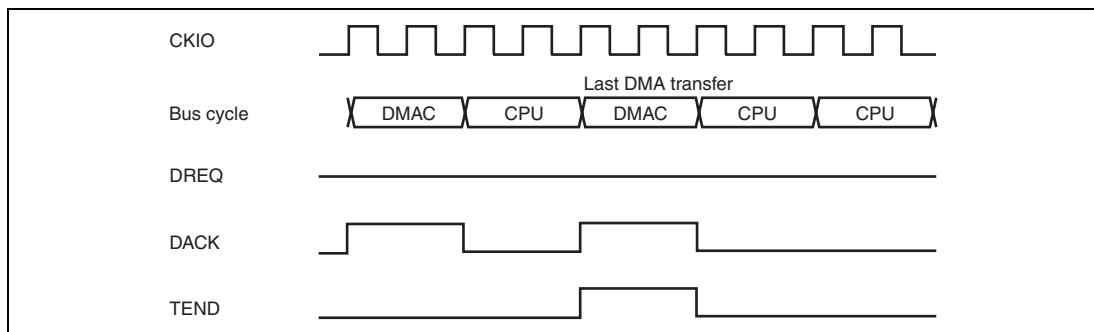 CKIO
Last DMA transfer
Bus cycle DMAC CPU DMAC CPU CPU
DREQ
DACK
TEND